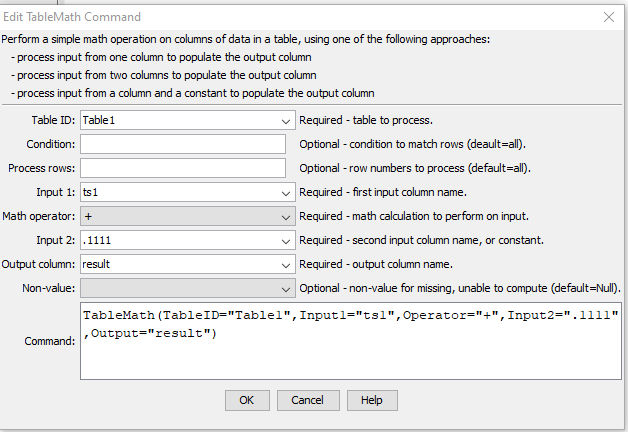 Edit TableMath Command
Perform a simple math operation on columns of data in a table, using one of the following approaches:
- process input from one column to populate the output column
- process input from two columns to populate the output column
- process input from a column and a constant to populate the output column
Table ID: Table1 Required - table to process.
Condition: Optional - condition to match rows (deault=all).
Process rows: Optional - row numbers to process (default=all).
Input 1: ts1 Required - first input column name.
Math operator: + Required - math calculation to perform on input.
Input 2: .1111 Required - second input column name, or constant.
Output column: result Required - output column name.
Non-value: Optional - non-value for missing, unable to compute (default=Null).
Command: TableMath(TableID="Table1",Input1="ts1",Operator="+",Input2=".1111"
,Output="result")
OK Cancel Help